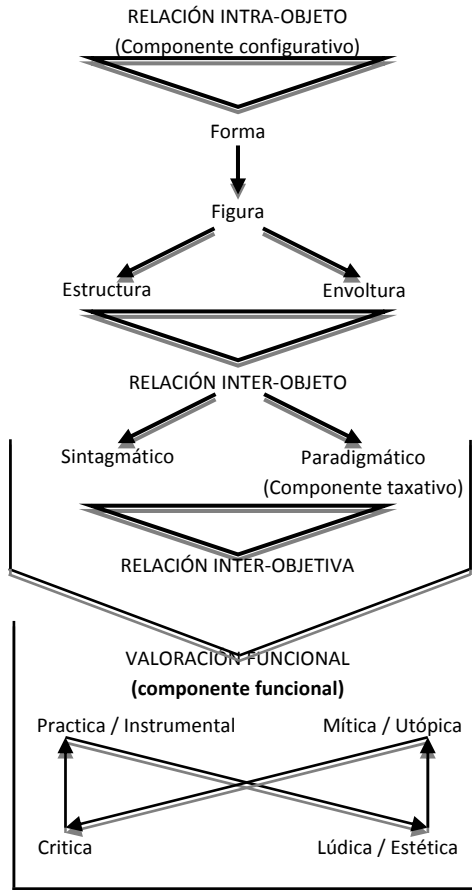 RELACIÓN INTRA-OBJETO
(Componente configurativo)
Forma
Figura
Estructura Envoltura
RELACIÓN INTER-OBJETO
Sintagmático Paradigmático
(Componente taxativo)
RELACIÓN INTER-OBJETIVA
VALORACIÓN FUNCIONAL
(componente funcional)
Practica / Instrumental Mítica / Utópica
Critica Lúdica / Estética